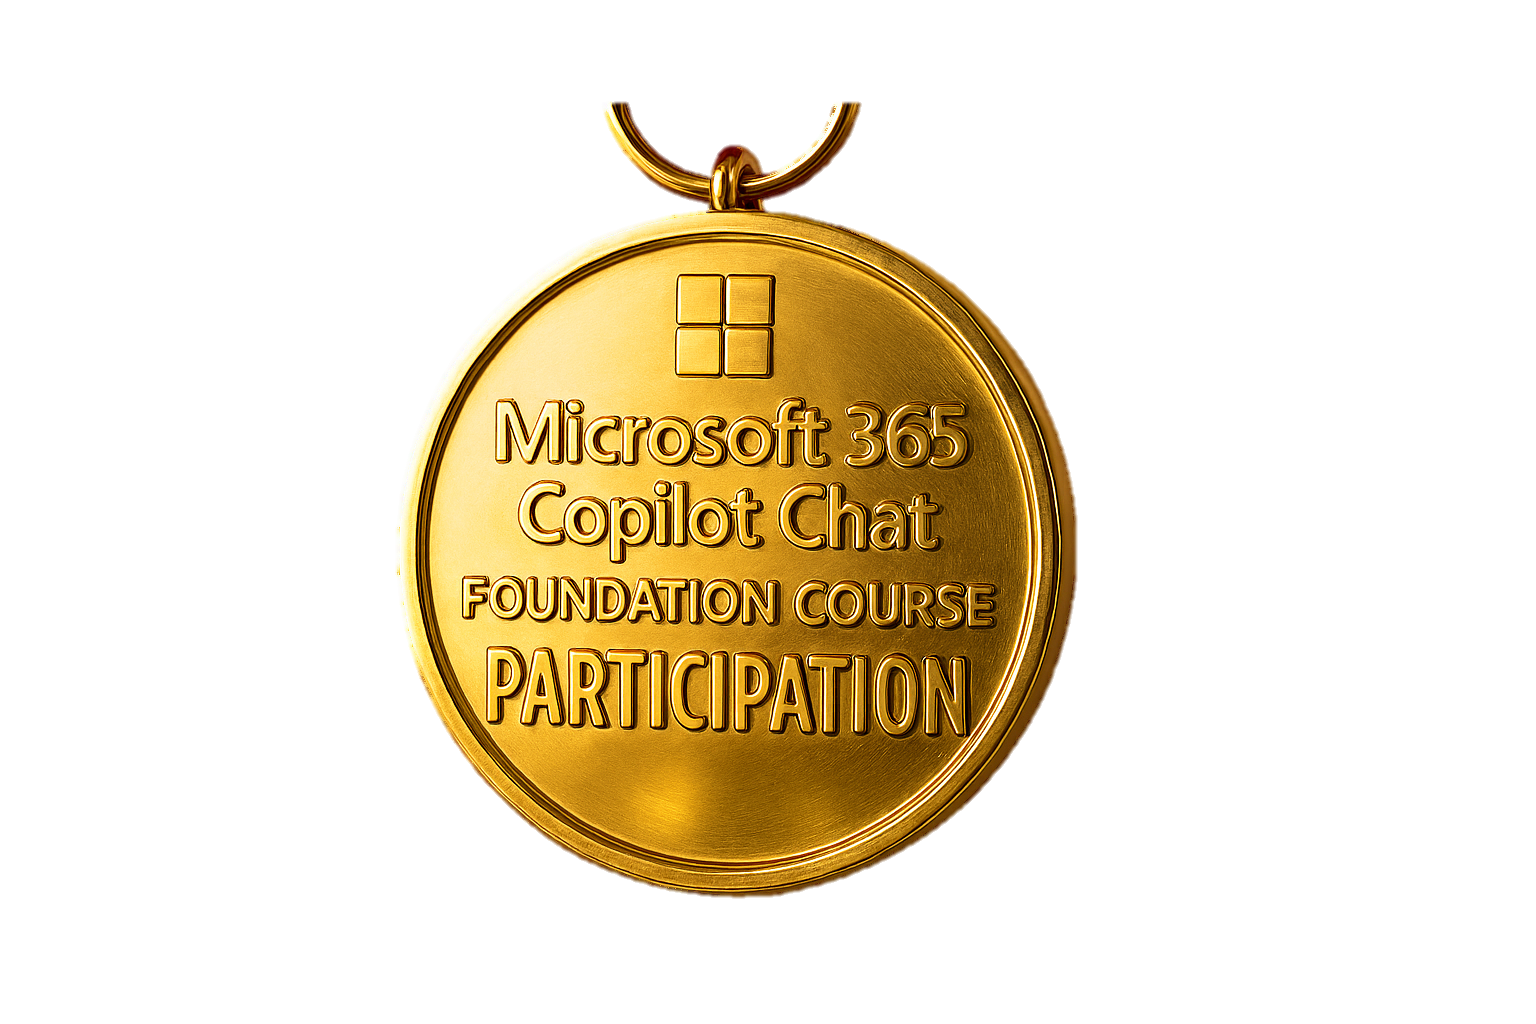 Microsoft 365
Copilot Chat
FOUNDATION COURSE
PARTICIPATION